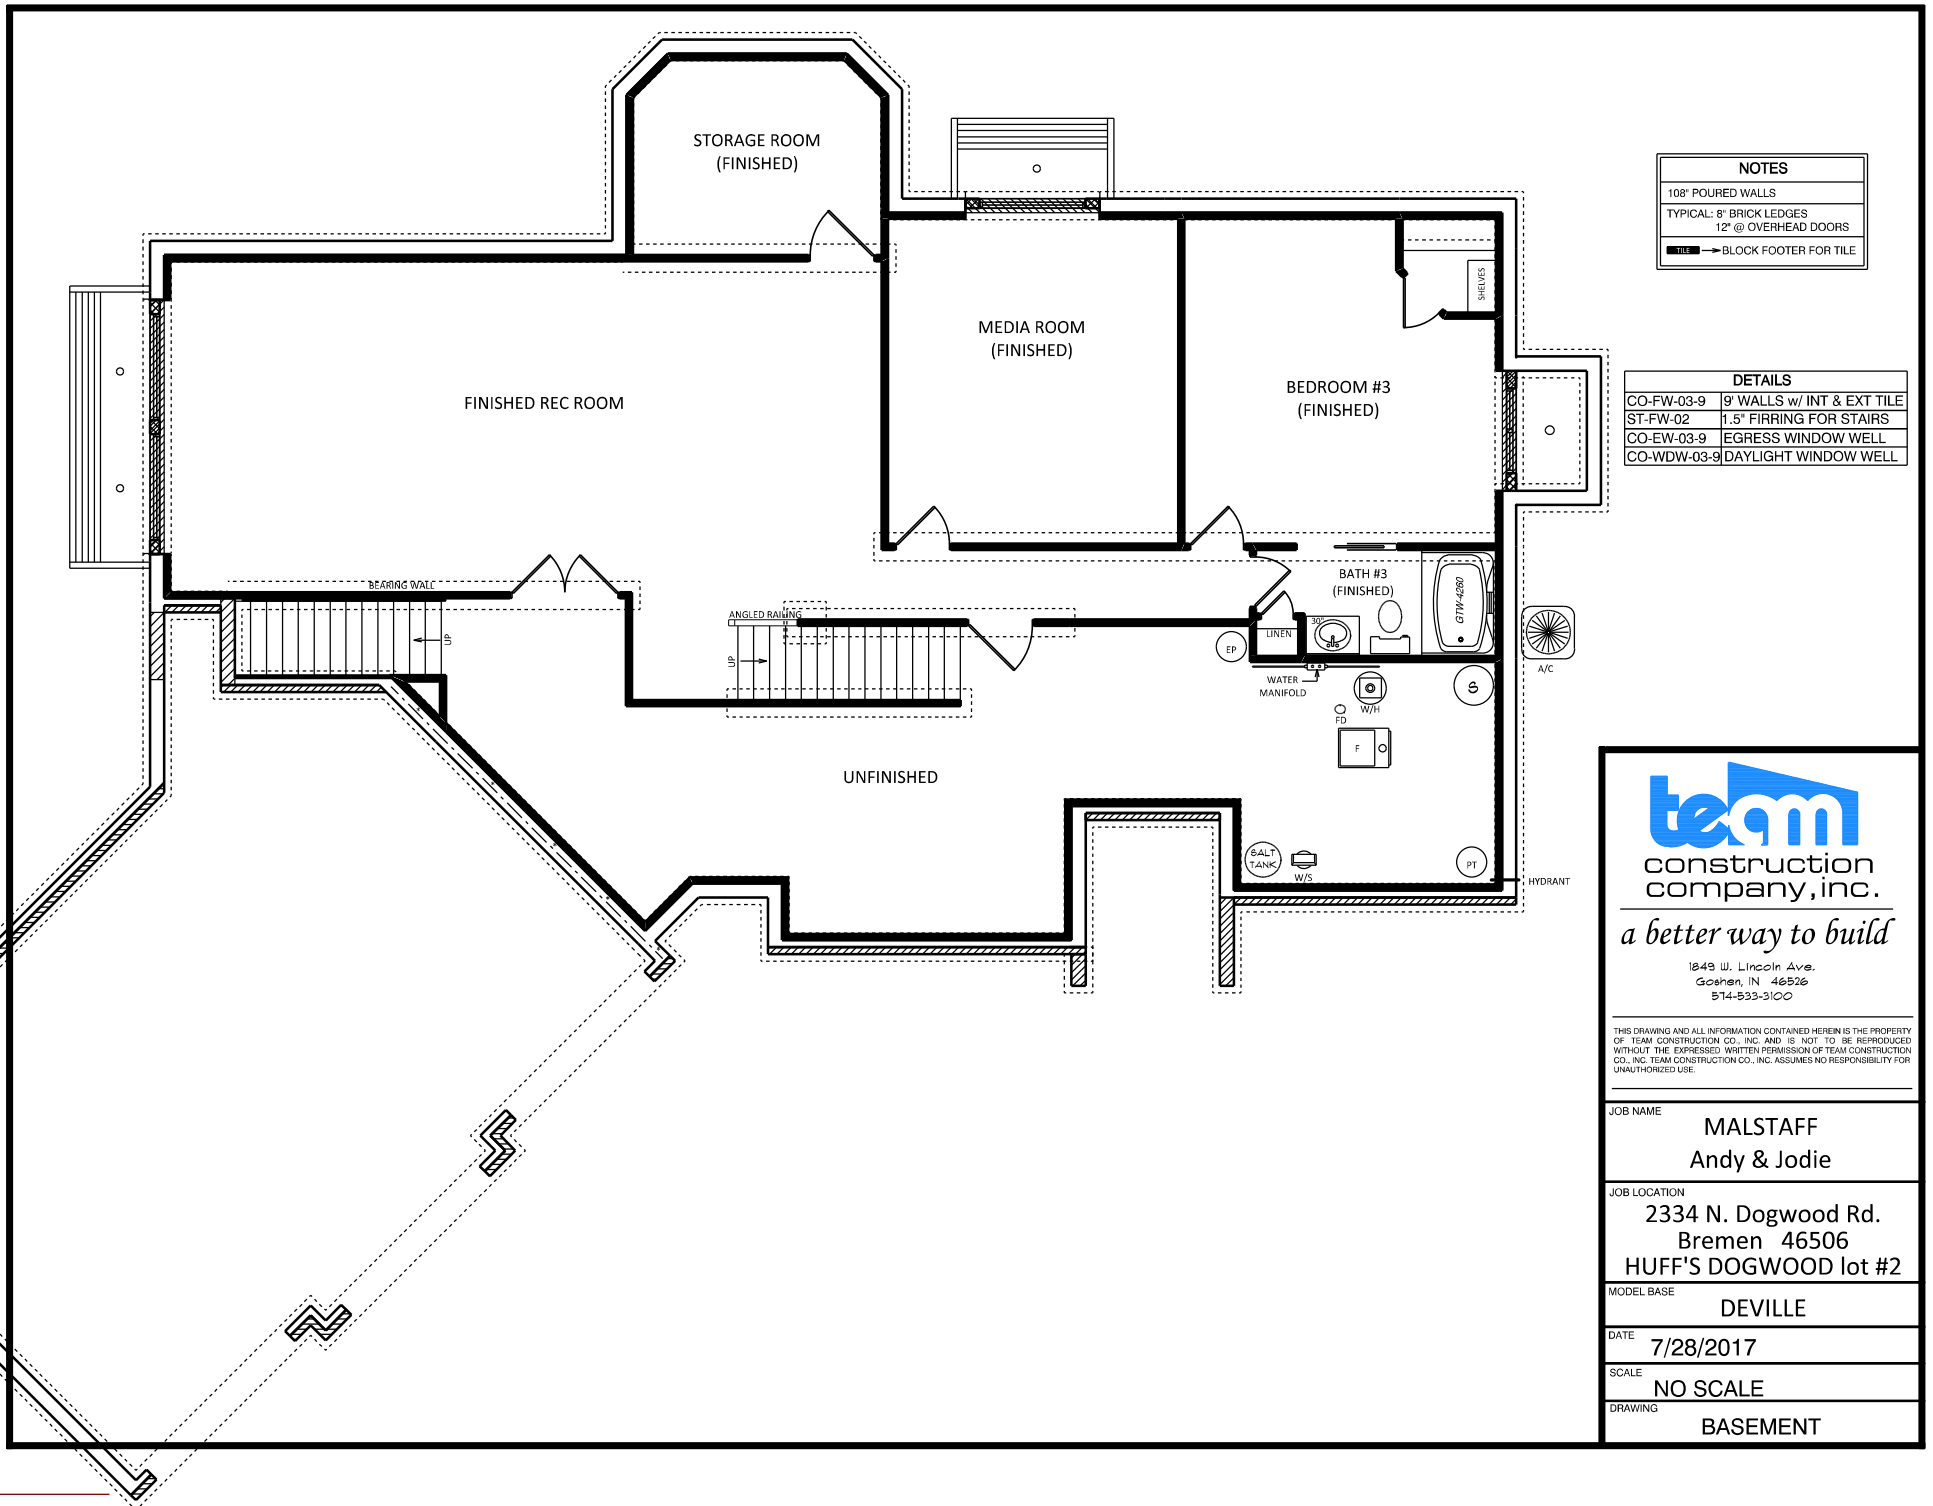 STORAGE ROOM
(FINISHED)
FINISHED REC ROOM
MEDIA ROOM
(FINISHED)
BEDROOM #3
(FINISHED)
SHELVES
BEARING WALL
UP
ANGLED RAILING
UP
BATH #3
(FINISHED)
GTW-4260
30"
LINEN
EP
WATER
MANIFOLD
W/H
FD
F
S
A/C
UNFINISHED
SALT
TANK
W/S
PT
HYDRANT
NOTES
108" POURED WALLS
TYPICAL: 8" BRICK LEDGES
12" @ OVERHEAD DOORS
TILE BLOCK FOOTER FOR TILE
DETAILS
CO-FW-03-9 9' WALLS w/ INT & EXT TILE
ST-FW-02 1.5" FIRRING FOR STAIRS
CO-EW-03-9 EGRESS WINDOW WELL
CO-WDW-03-9 DAYLIGHT WINDOW WELL
team
construction
company,inc.
a better way to build
1849 W. Lincoln Ave.
Goshen, IN 46526
574-533-3100
THIS DRAWING AND ALL INFORMATION CONTAINED HEREIN IS THE PROPERTY
OF TEAM CONSTRUCTION CO., INC. AND IS NOT TO BE REPRODUCED
WITHOUT THE EXPRESSED WRITTEN PERMISSION OF TEAM CONSTRUCTION
CO., INC. TEAM CONSTRUCTION CO., INC. ASSUMES NO RESPONSIBILITY FOR
UNAUTHORIZED USE.
JOB NAME
MALSTAFF
Andy & Jodie
JOB LOCATION
2334 N. Dogwood Rd.
Bremen 46506
HUFF'S DOGWOOD lot #2
MODEL BASE
DEVILLE
DATE
7/28/2017
SCALE
NO SCALE
DRAWING
BASEMENT